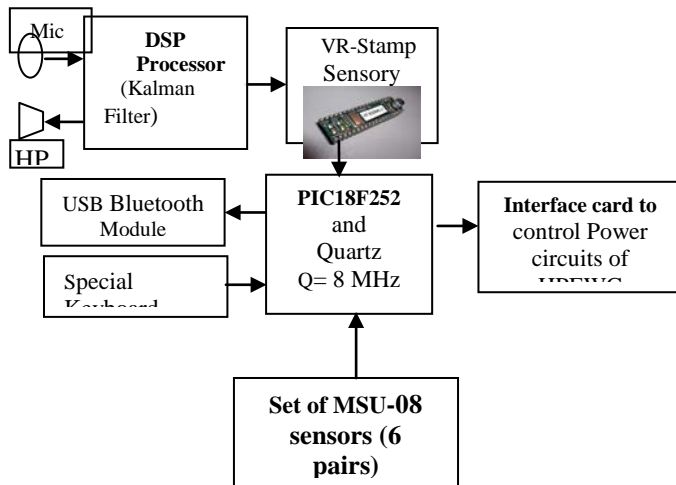 Mic
DSP
Processor
(Kalman
Filter)
HP
VR-Stamp
Sensory
USB Bluetooth
Module
Special
Keyboard
PIC18F252
and
Quartz
Q= 8 MHz
Interface card to
control Power
circuits of
Set of MSU-08
sensors (6
pairs)